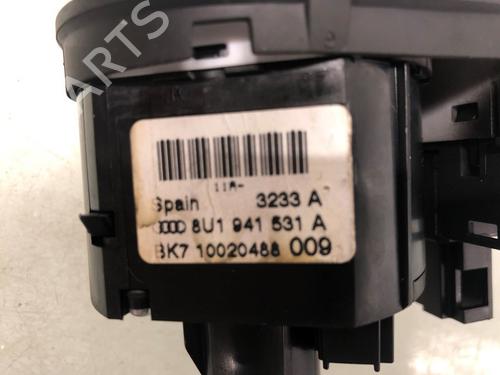 ARTS
11A-
Spain 3233 A
8U1 941 531 A
BK7 10020488 009